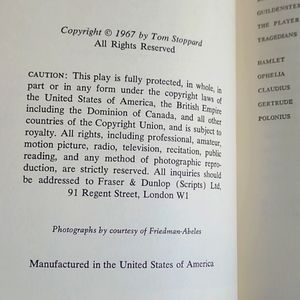 Copyright © 1967 by Tom Stoppard
All Rights Reserved
CAUTION: This play is fully protected, in whole, in
part or in any form under the copyright laws of
the United States of America, the British Empire
including the Dominion of Canada, and all other
countries of the Copyright Union, and is subject to
royalty. All rights, including professional, amateur,
motion picture, radio, television, recitation, public
reading, and any method of photographic repro-
duction, are strictly reserved. All inquiries should
be addressed to Fraser & Dunlop (Scripts) Ltd,
91 Regent Street, London W1
Photographs by courtesy of Friedman-Abeles
Manufactured in the United States of America
GUILDENSTER
THE PLAYER
TRAGEDIANS
HAMLET
OPHELIA
CLAUDIUS
GERTRUDE
POLONIUS